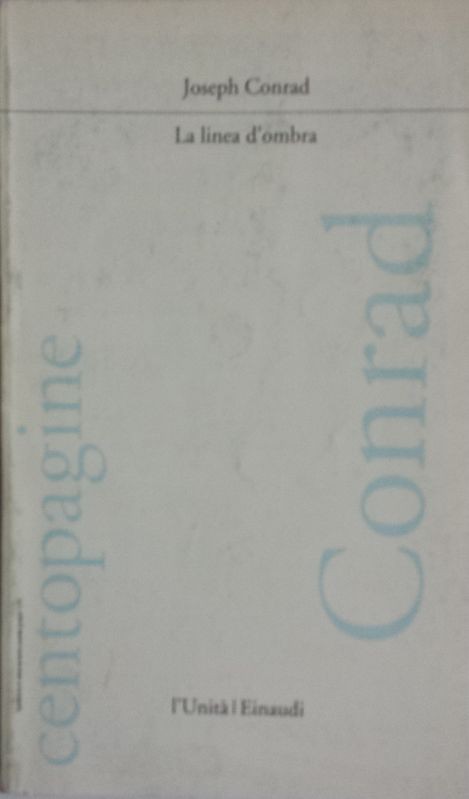 Joseph Conrad
La linea d'ombra
Conrad
centopagine
l'Unità | Einaudi